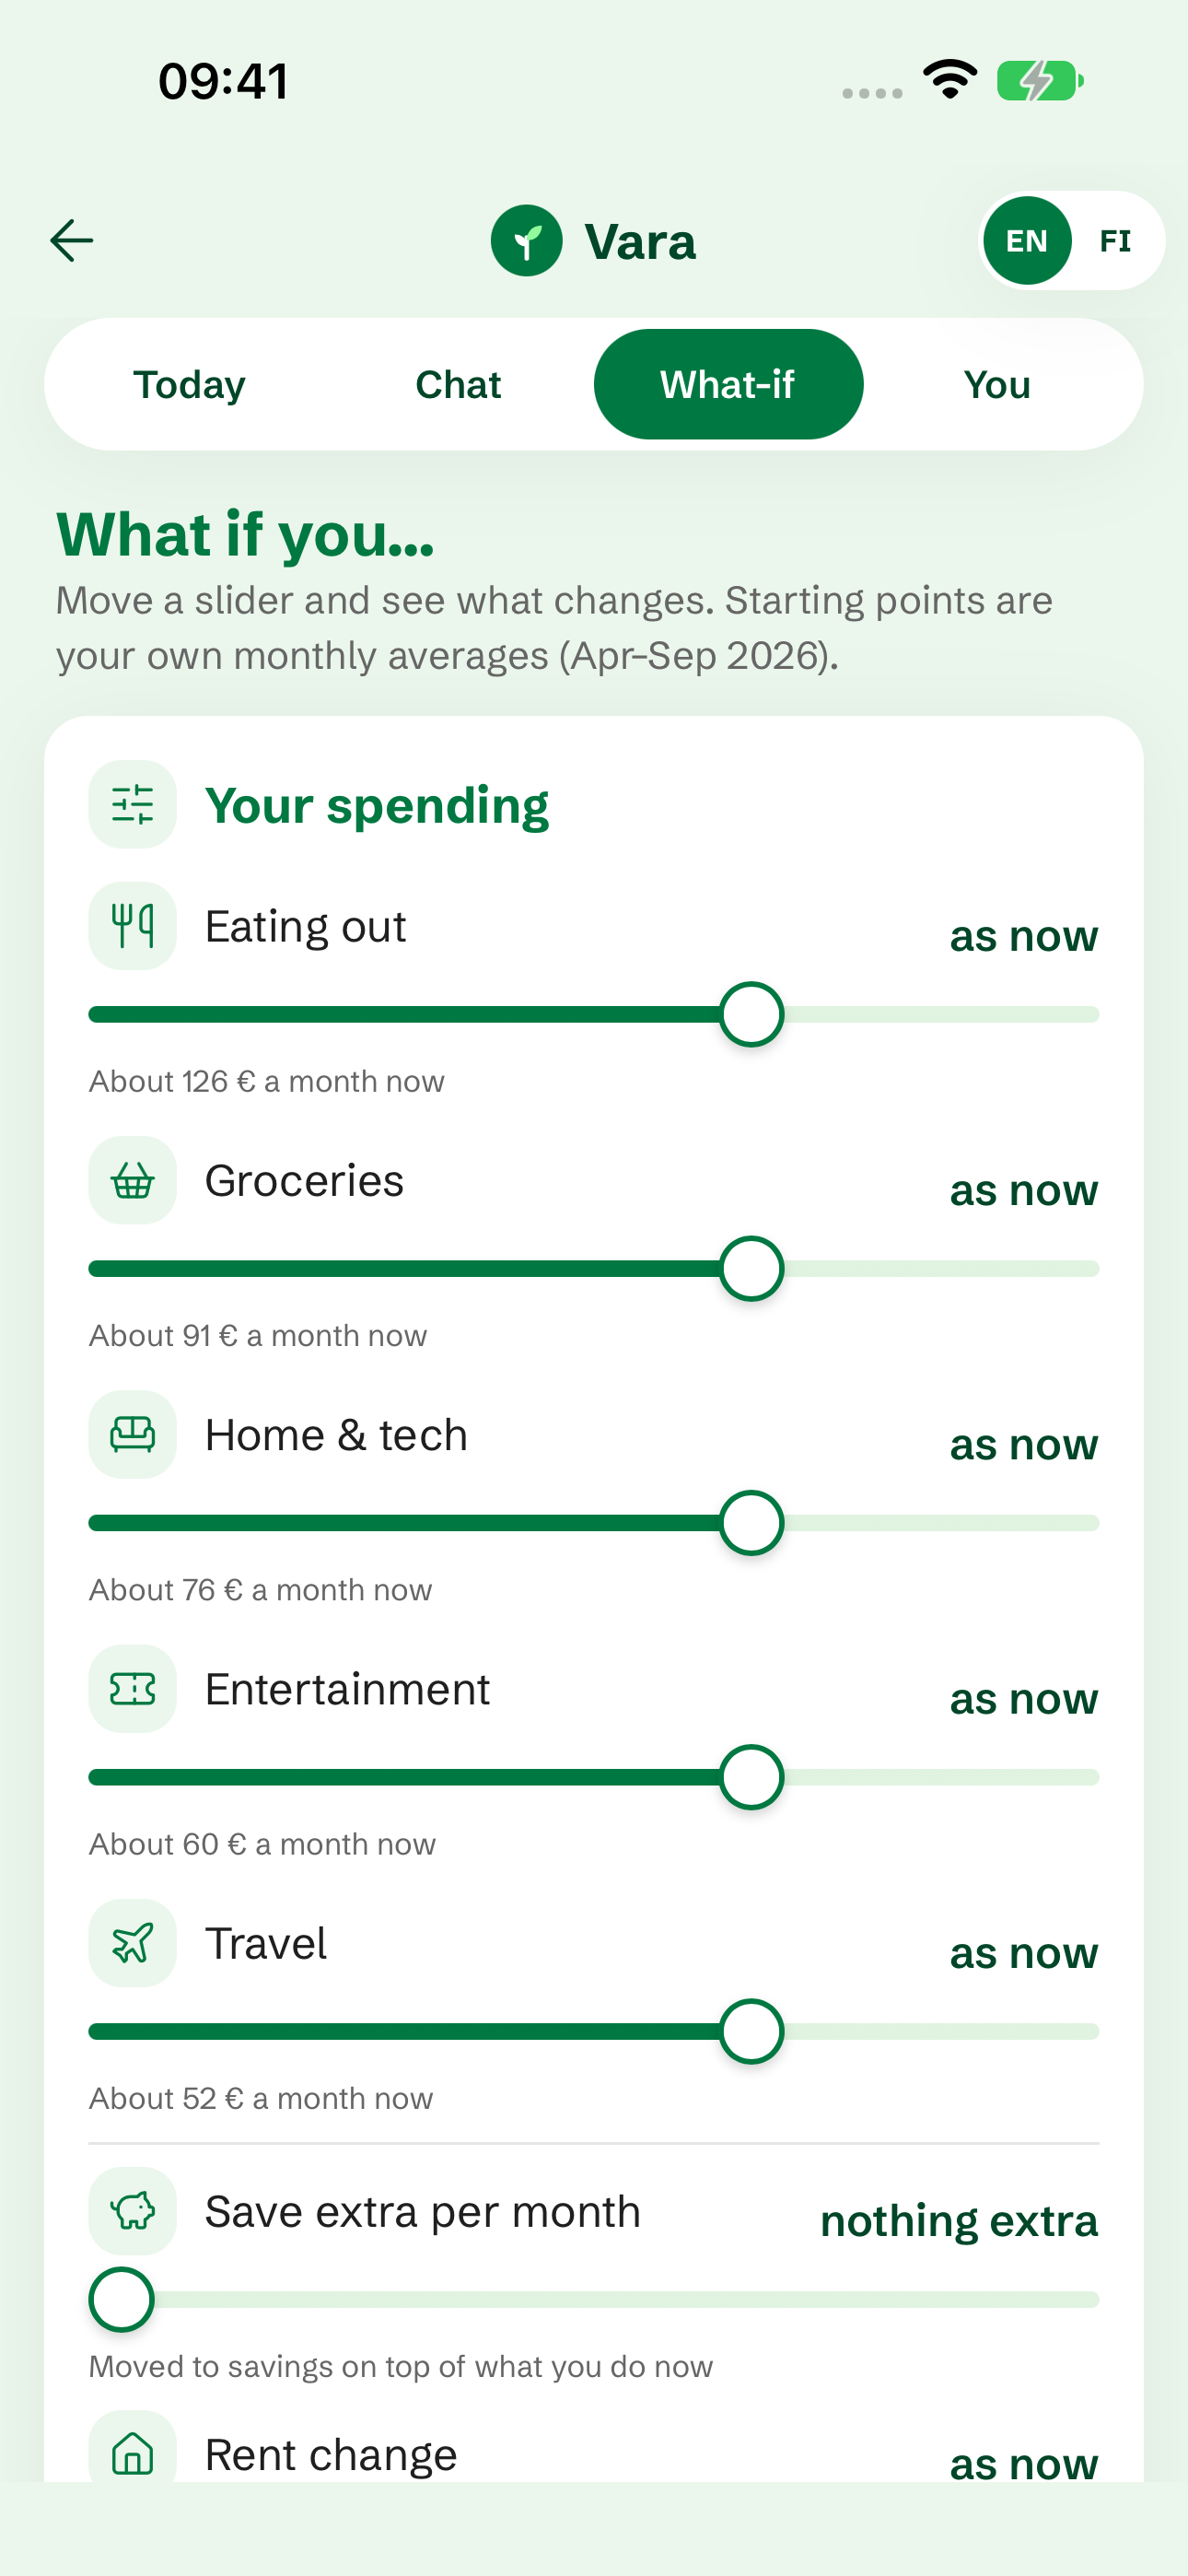 09:41
Vara
EN FI
Today Chat What-if You
What if you...
Move a slider and see what changes. Starting points are
your own monthly averages (Apr–Sep 2026).
Your spending
Eating out as now
About 126 € a month now
Groceries as now
About 91 € a month now
Home & tech as now
About 76 € a month now
Entertainment as now
About 60 € a month now
Travel as now
About 52 € a month now
Save extra per month nothing extra
Moved to savings on top of what you do now
Rent change as now